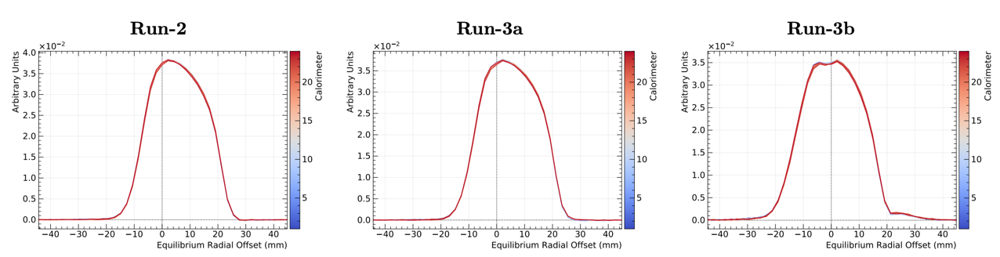 Run-2
×10⁻²
Arbitrary Units
4.0
3.5
3.0
2.5
2.0
1.5
1.0
0.5
0.0
−40 −30 −20 −10 0 10 20 30 40
Equilibrium Radial Offset (mm)
20
15
10
5
Calorimeter
Run-3a
×10⁻²
Arbitrary Units
3.5
3.0
2.5
2.0
1.5
1.0
0.5
0.0
−40 −30 −20 −10 0 10 20 30 40
Equilibrium Radial Offset (mm)
20
15
10
5
Calorimeter
Run-3b
×10⁻²
Arbitrary Units
3.5
3.0
2.5
2.0
1.5
1.0
0.5
0.0
−40 −30 −20 −10 0 10 20 30 40
Equilibrium Radial Offset (mm)
20
15
10
5
Calorimeter